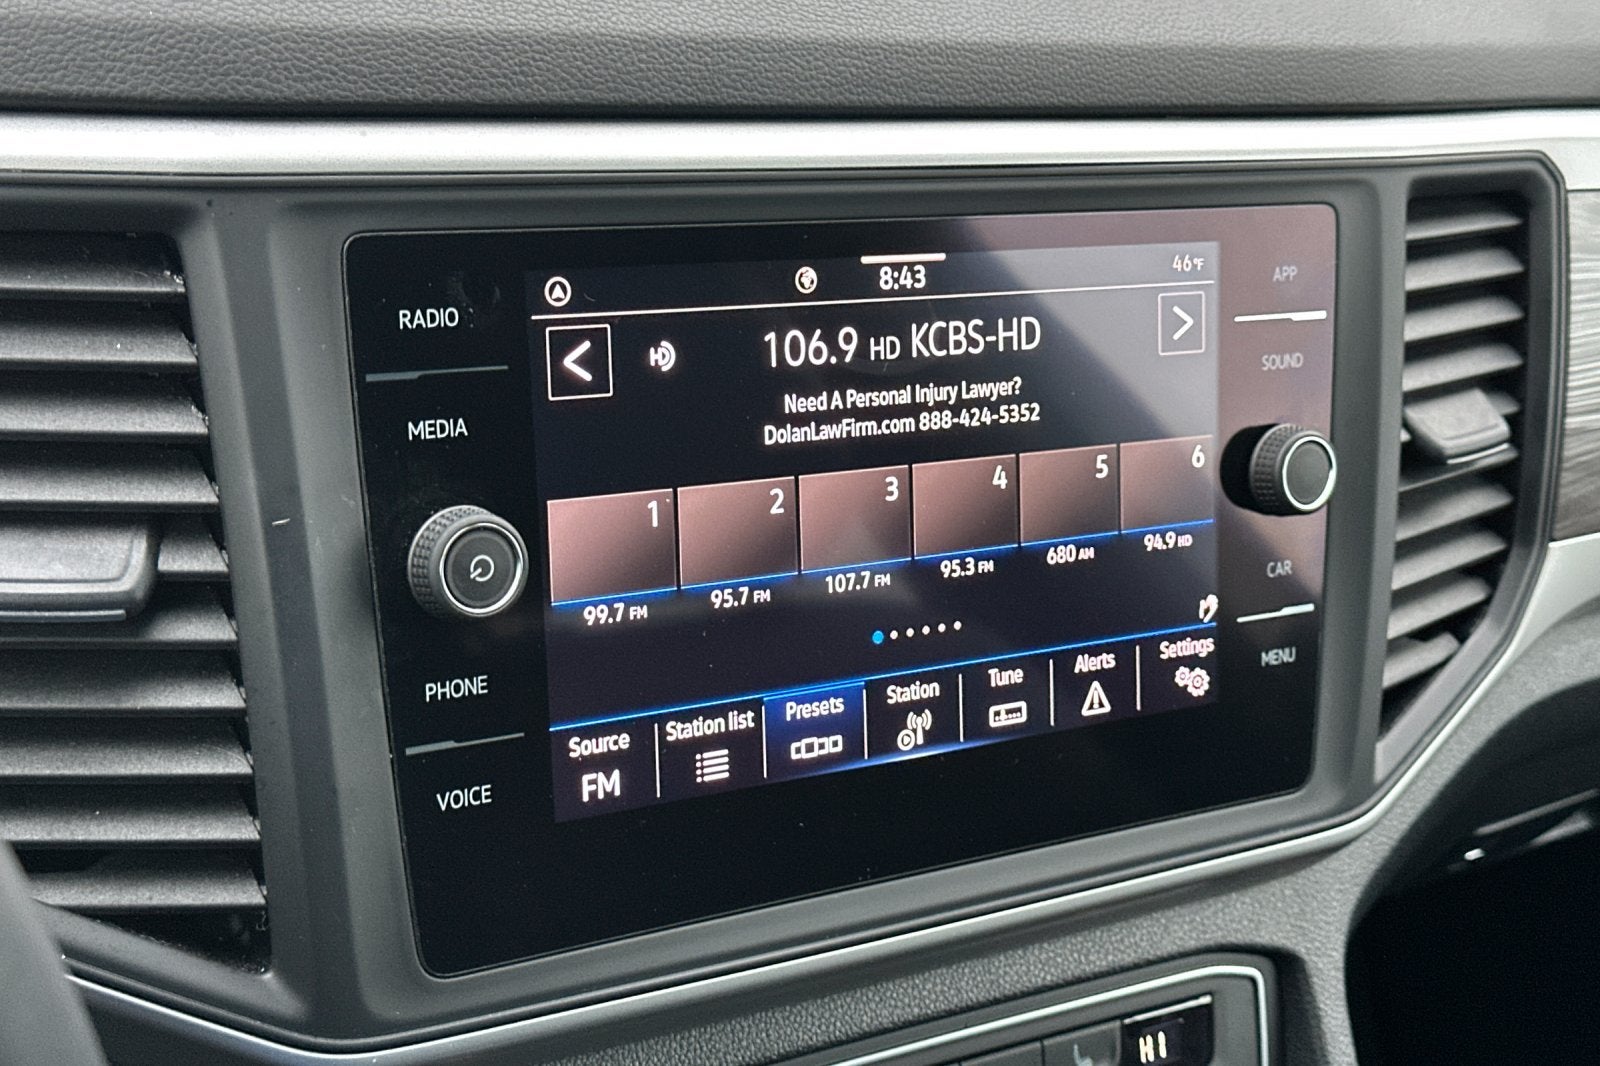 RADIO
MEDIA
PHONE
VOICE
8:43
46°F
HD
106.9 HD KCBS-HD
Need A Personal Injury Lawyer?
DolanLawFirm.com 888-424-5352
1
2
3
4
5
6
99.7 FM
95.7 FM
107.7 FM
95.3 FM
680 AM
94.9 HD
Source
FM
Station list
Presets
Station
Tune
Alerts
Settings
APP
SOUND
CAR
MENU
HI